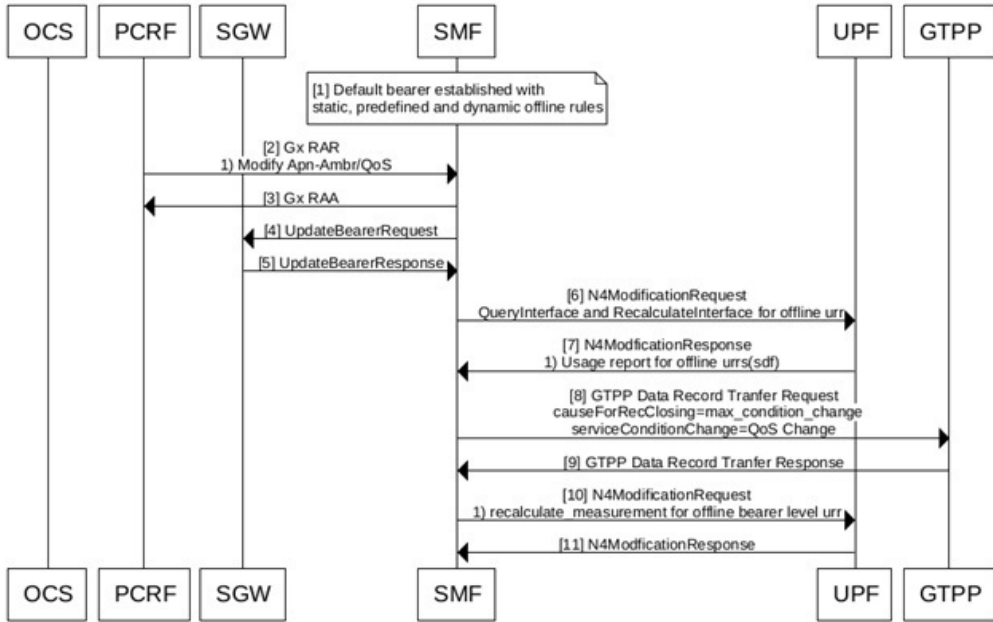 OCS PCRF SGW SMF UPF GTPP
[1] Default bearer established with
static, predefined and dynamic offline rules
[2] Gx RAR
1) Modify Apn-Ambr/QoS
[3] Gx RAA
[4] UpdateBearerRequest
[5] UpdateBearerResponse
[6] N4ModificationRequest
QueryInterface and RecalculateInterface for offline urr
[7] N4ModficationResponse
1) Usage report for offline urrs(sdf)
[8] GTPP Data Record Tranfer Request
causeForRecClosing=max_condition_change
serviceConditionChange=QoS Change
[9] GTPP Data Record Tranfer Response
[10] N4ModificationRequest
1) recalculate_measurement for offline bearer level urr
[11] N4ModficationResponse
OCS PCRF SGW SMF UPF GTPP